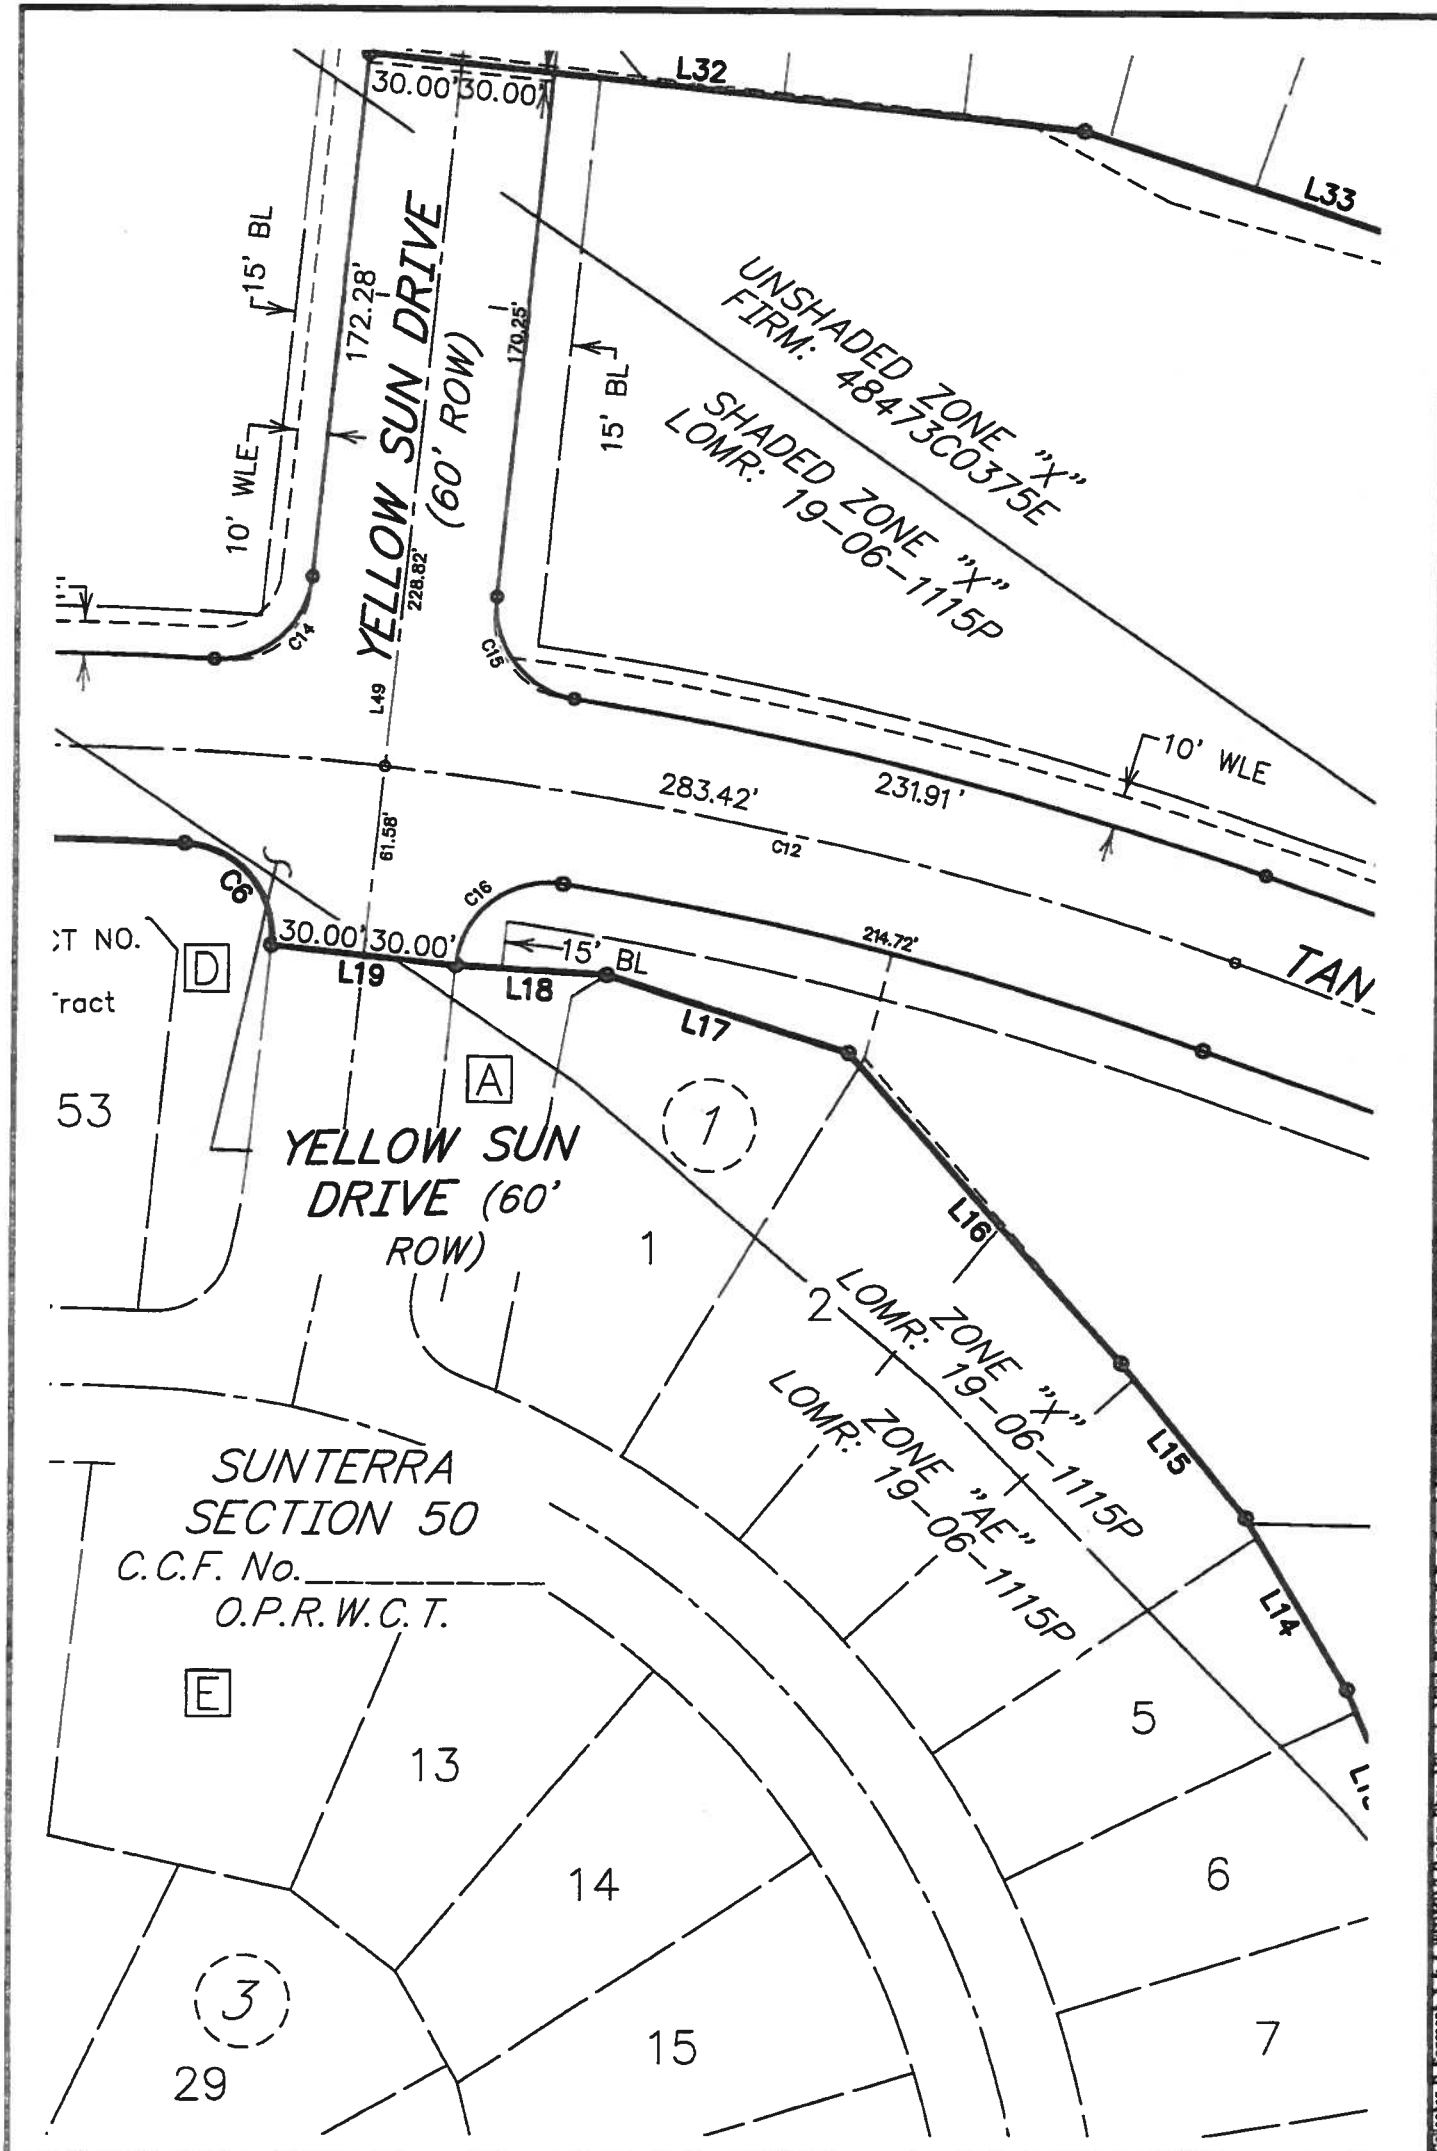 L32
30.00' 30.00'
L33
15' BL
172.28'
YELLOW SUN DRIVE
(60' ROW)
170.25'
15' BL
UNSHADED ZONE "X"
FIRM: 48473C0375E
SHADED ZONE "X"
LOMR: 19-06-1115P
10' WLE
228.82'
C14
C15
L49
10' WLE
283.42'
231.91'
61.58'
C12
C6
C16
30.00' 30.00'
214.72'
CT NO.
D
15' BL
TAN
L19
L18
ract
L17
A
53
1
YELLOW SUN
DRIVE (60'
ROW)
1
L16
2
ZONE "X"
LOMR: 19-06-1115P
ZONE "AE"
LOMR: 19-06-1115P
L15
SUNTERRA
SECTION 50
C.C.F. No.
O.P.R.W.C.T.
L14
E
5
13
6
14
3
7
15
29